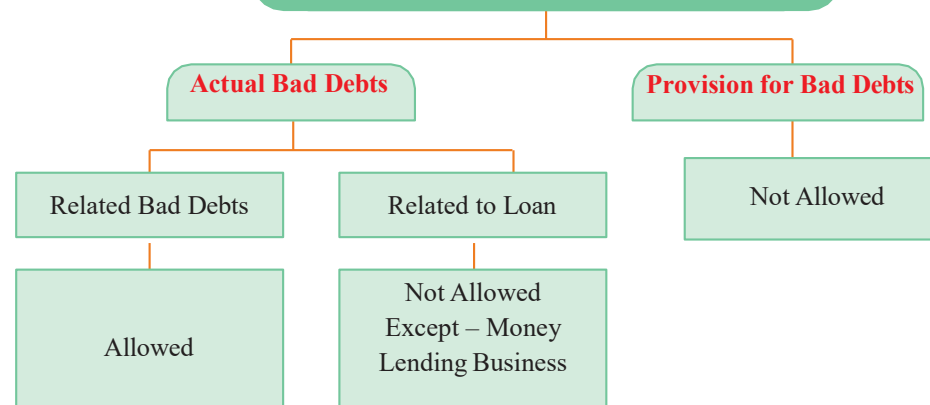 Actual Bad Debts
Provision for Bad Debts
Related Bad Debts
Related to Loan
Not Allowed
Allowed
Not Allowed
Except – Money
Lending Business